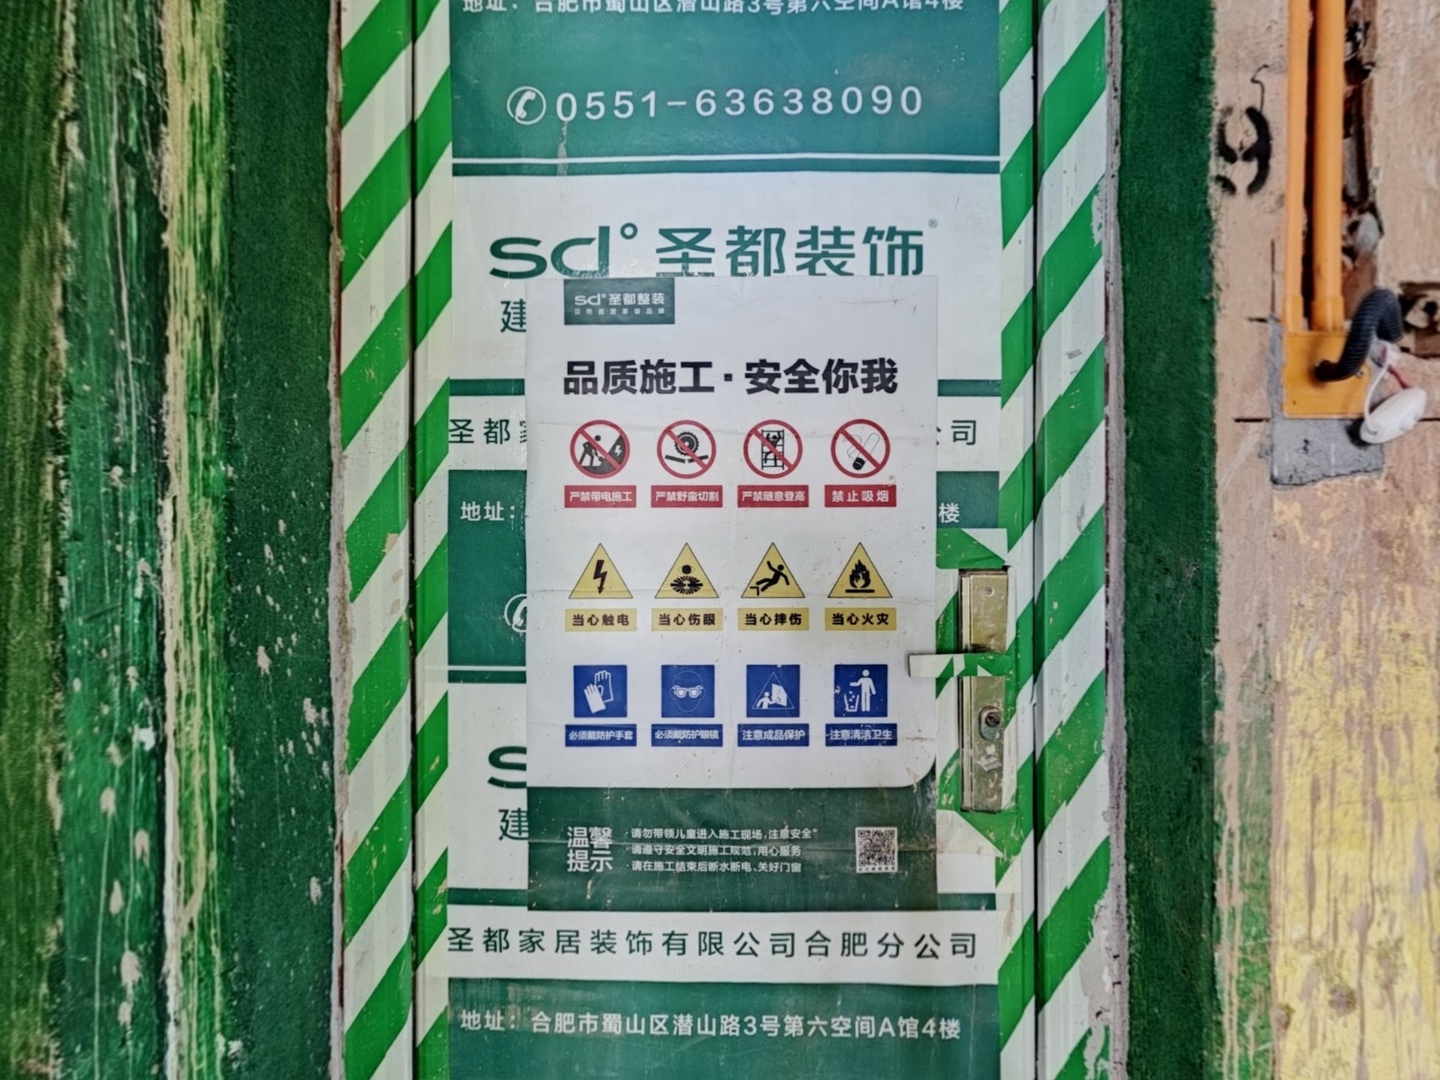 地址：合肥市蜀山区潜山路3号第六空间A馆4楼
0551-63638090
sd°圣都装饰®
建
sd°圣都整装
品质施工·安全你我
圣都家
公司
严禁带电施工 严禁野蛮切割 严禁随意登高 禁止吸烟
地址：
楼
当心触电 当心伤眼 当心摔伤 当心火灾
必须戴防护手套 必须戴防护眼镜 注意成品保护 注意清洁卫生
建
温馨提示
·请勿带领儿童进入施工现场，注意安全"
·请遵守安全文明施工规范，用心服务
·请在施工结束后断水断电、关好门窗
圣都家居装饰有限公司合肥分公司
地址：合肥市蜀山区潜山路3号第六空间A馆4楼